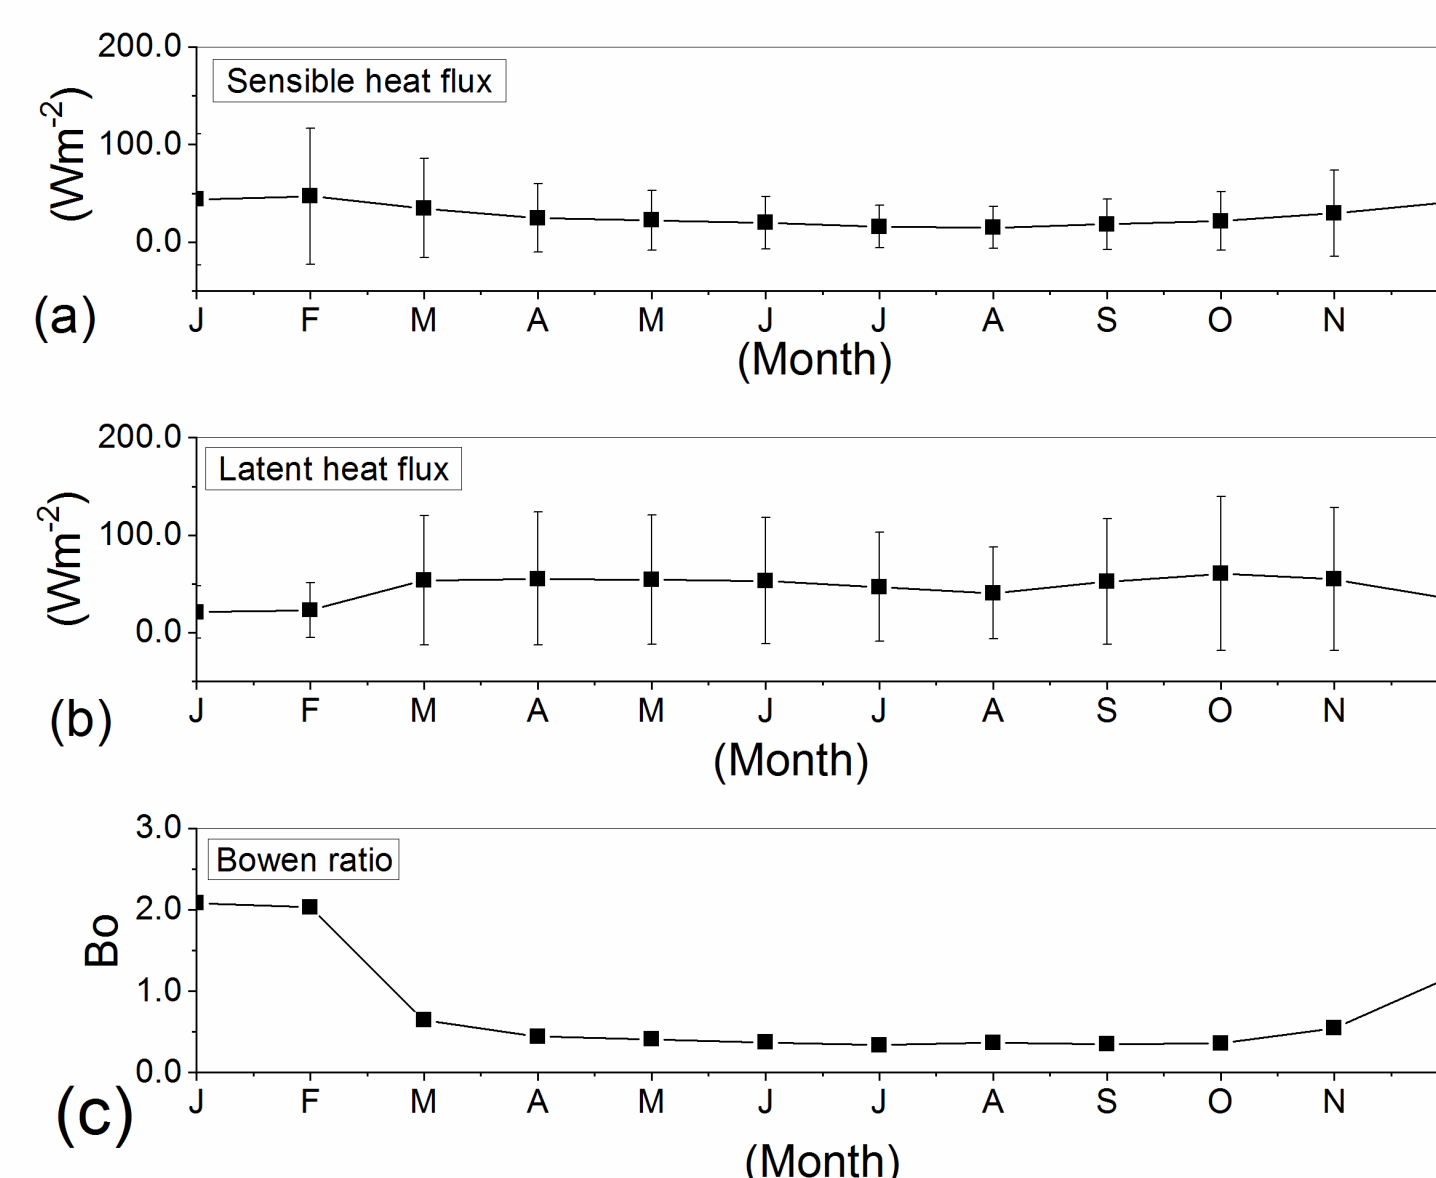 200.0
Sensible heat flux
(Wm-2)
100.0
0.0
(a)
J F M A M J J A S O N
(Month)
200.0
Latent heat flux
(Wm-2)
100.0
0.0
(b)
J F M A M J J A S O N
(Month)
3.0
Bowen ratio
Bo
2.0
1.0
0.0
(c)
J F M A M J J A S O N
(Month)